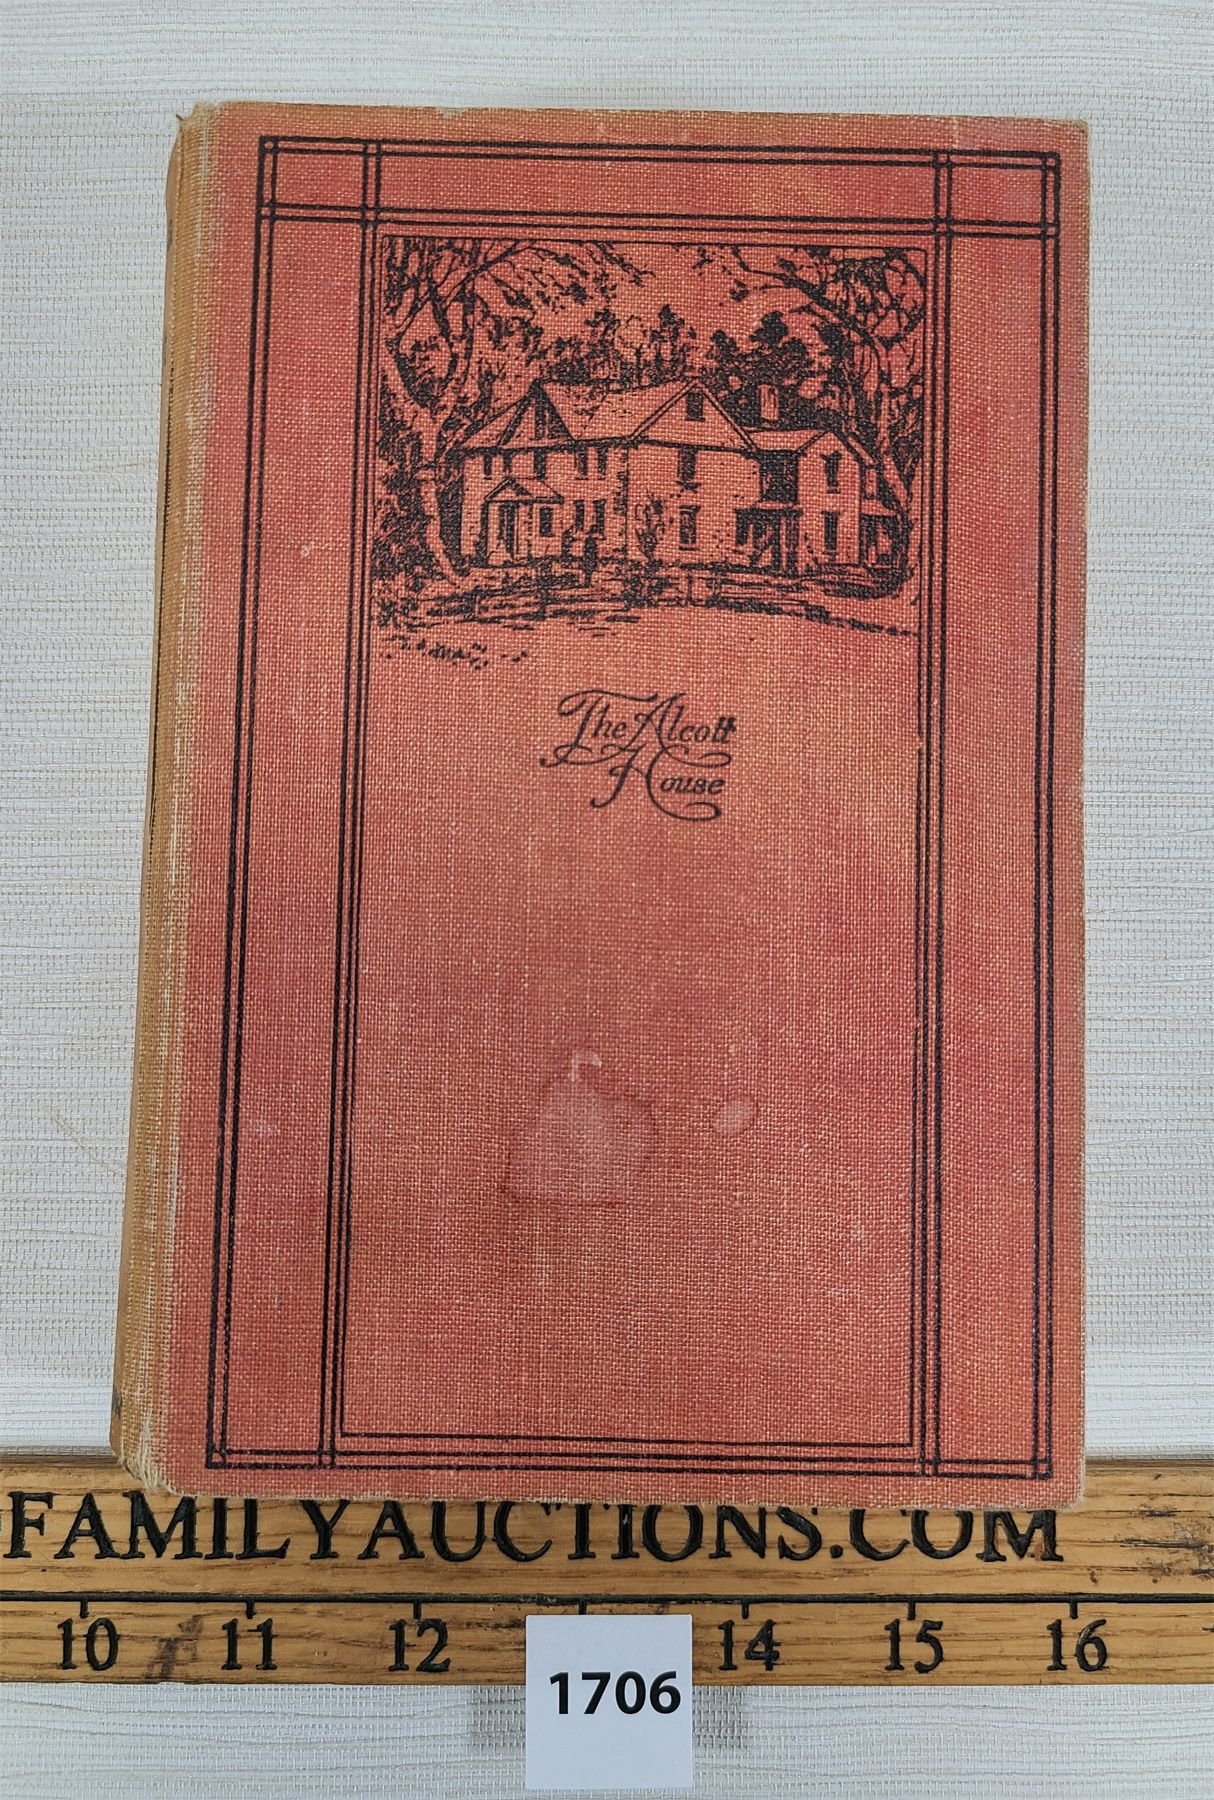 The Alcott
House
FAMILYAUCTIONS.COM
10 11 12 14 15 16
1706